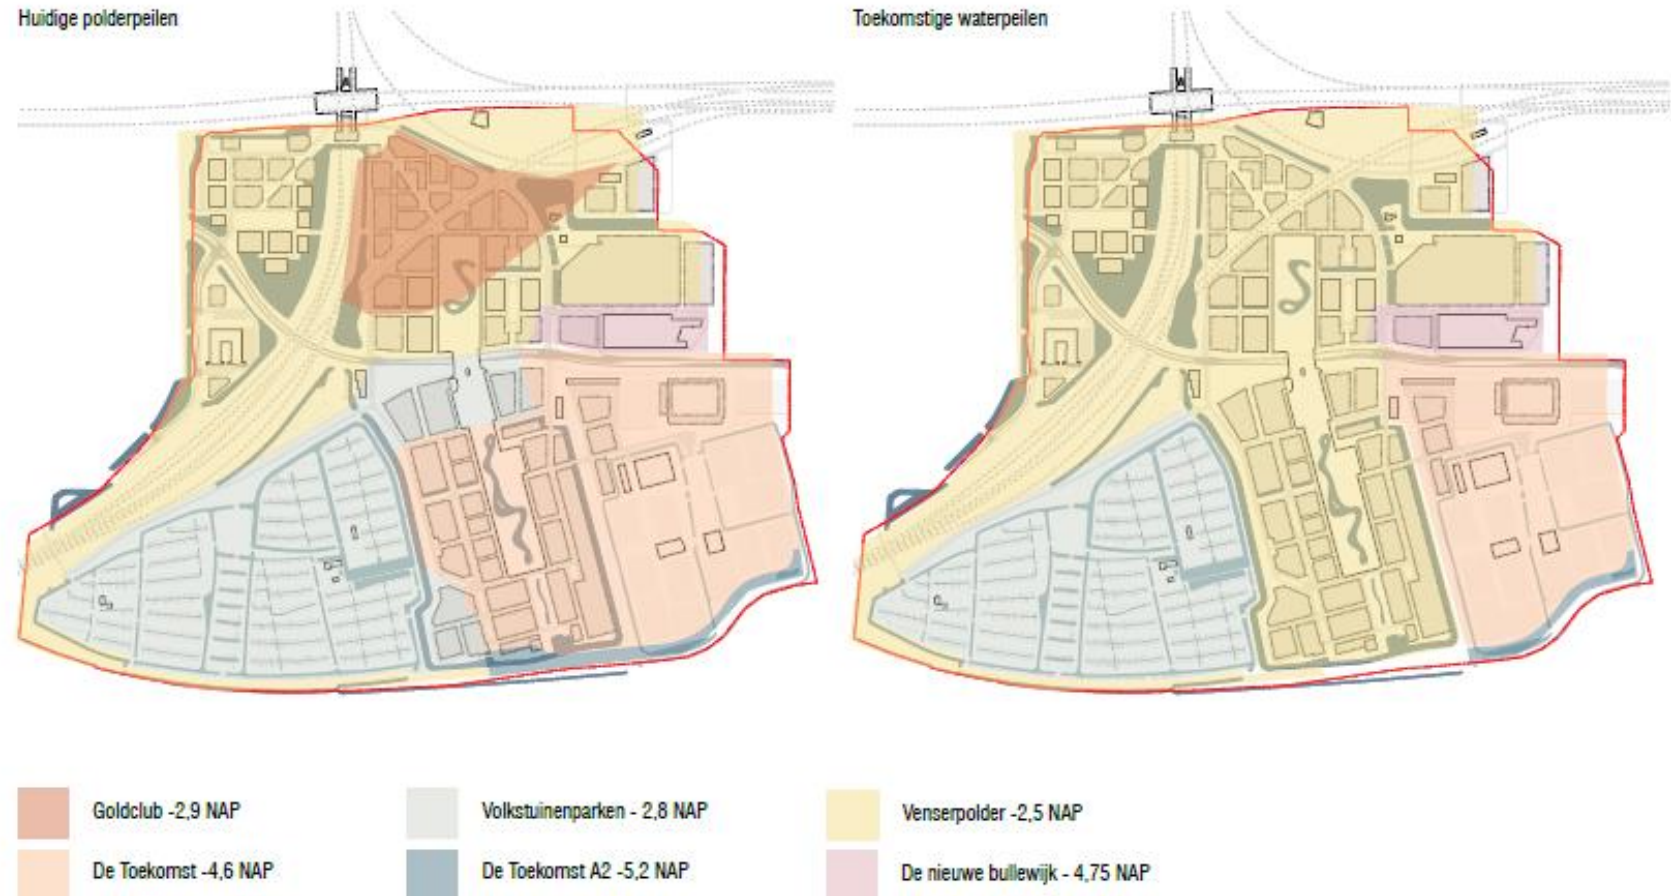 Huidige polderpeilen
Toekomstige waterpeilen
Goldclub -2,9 NAP
Volkstuinenparken - 2,8 NAP
Venserpolder -2,5 NAP
De Toekomst -4,6 NAP
De Toekomst A2 -5,2 NAP
De nieuwe bullewijk - 4,75 NAP